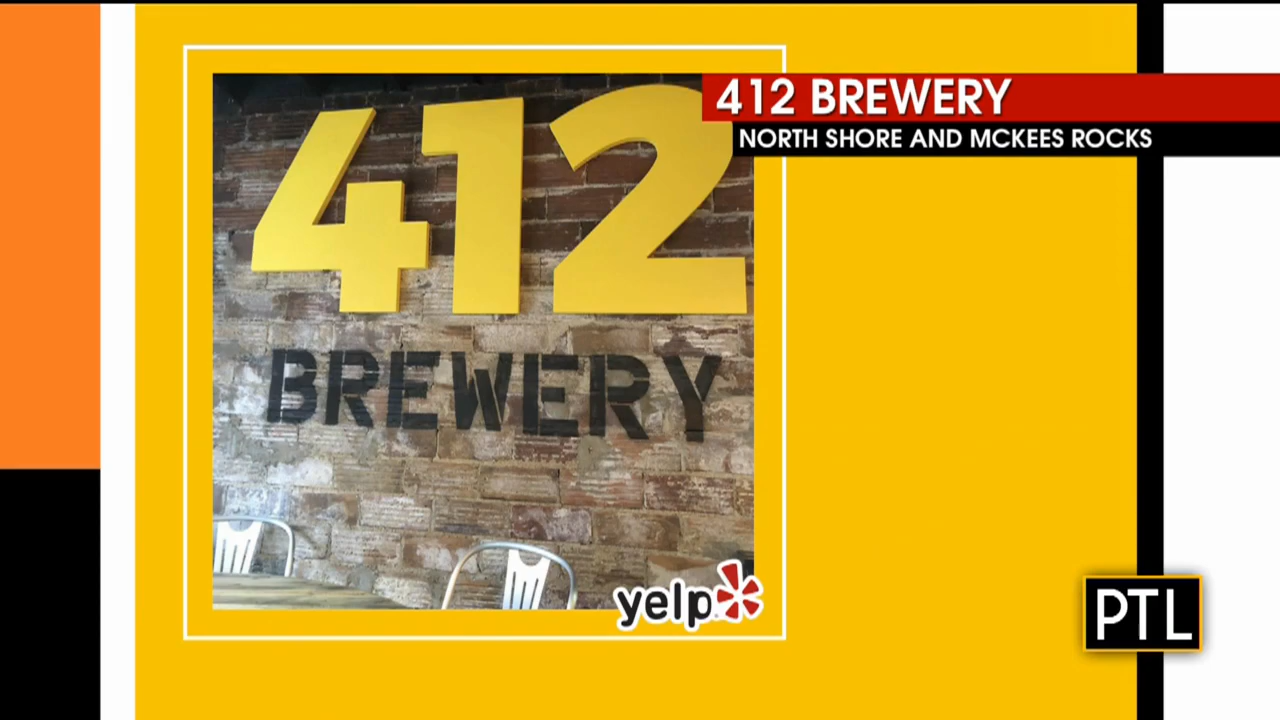 412 BREWERY
NORTH SHORE AND MCKEES ROCKS
412
BREWERY
yelp
PTL